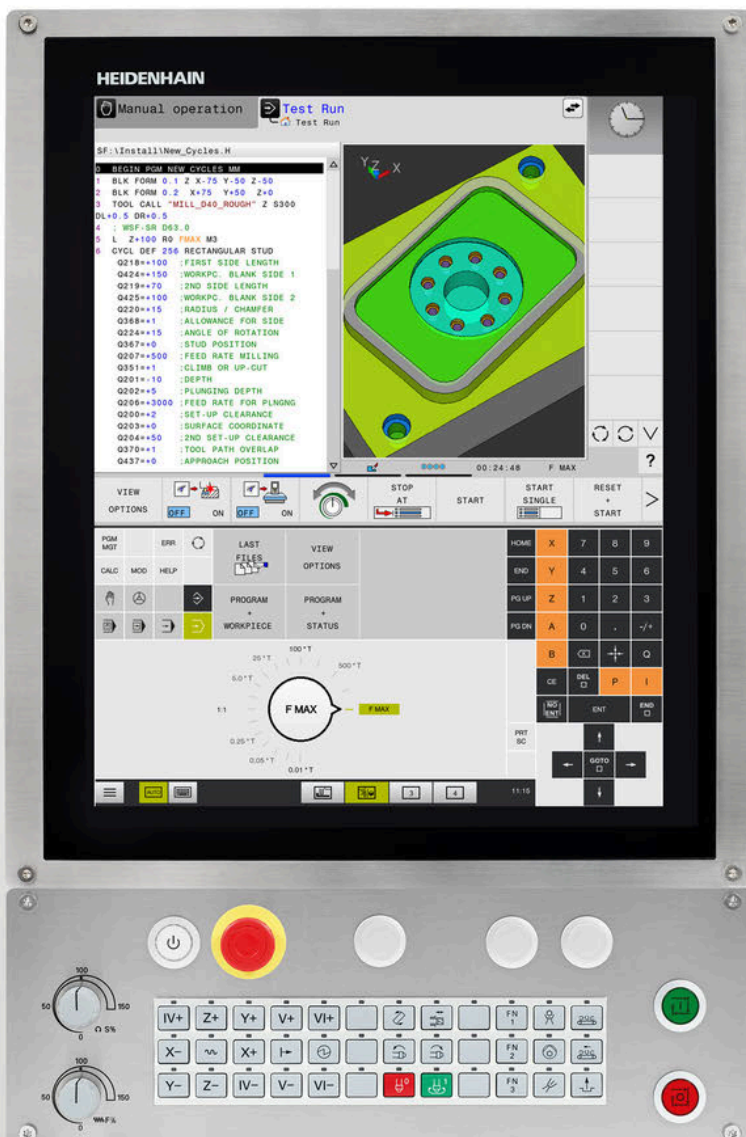 HEIDENHAIN
Manual operation
Test Run
Test Run
SF:\Install\New_Cycles.H
0 BEGIN PGM NEW_CYCLES MM
1 BLK FORM 0.1 Z X-75 Y-50 Z-50
2 BLK FORM 0.2 X+75 Y+50 Z+0
3 TOOL CALL "MILL_D40_ROUGH" Z S300
DL+0.5 DR+0.5
4 ; WSF-SR D63.0
5 L Z+100 R0 FMAX M3
6 CYCL DEF 256 RECTANGULAR STUD
Q218=+100 ;FIRST SIDE LENGTH
Q424=+150 ;WORKPC. BLANK SIDE 1
Q219=+70 ;2ND SIDE LENGTH
Q425=+100 ;WORKPC. BLANK SIDE 2
Q220=+15 ;RADIUS / CHAMFER
Q368=+1 ;ALLOWANCE FOR SIDE
Q224=+15 ;ANGLE OF ROTATION
Q367=+0 ;STUD POSITION
Q207=+500 ;FEED RATE MILLING
Q351=+1 ;CLIMB OR UP-CUT
Q201=-10 ;DEPTH
Q202=+5 ;PLUNGING DEPTH
Q206=+3000 ;FEED RATE FOR PLNGNG
Q200=+2 ;SET-UP CLEARANCE
Q203=+0 ;SURFACE COORDINATE
Q204=+50 ;2ND SET-UP CLEARANCE
Q370=+1 ;TOOL PATH OVERLAP
Q437=+0 ;APPROACH POSITION
Y Z X
00:24:48 F MAX
?
VIEW
OPTIONS
OFF ON
OFF ON
STOP
AT
START
START
SINGLE
RESET
+
START
>
PGM
MGT
ERR
CALC MOD HELP
LAST
FILES
VIEW
OPTIONS
PROGRAM
+
WORKPIECE
PROGRAM
+
STATUS
HOME X 7 8 9
END Y 4 5 6
PG UP Z 1 2 3
PG DN A 0 . -/+
B Q
CE DEL P I
NO
ENT
ENT
END
PRT
SC
GOTO
100*T
25*T 500*T
5.0*T
1:1 F MAX F MAX
0.25*T
0.05*T
0.01*T
AUTO 3 4 11:15
100
50 150
0 S%
100
50 150
0 F%
IV+ Z+ Y+ V+ VI+ FN 1
X- X+ FN 2
Y- Z- IV- V- VI- 0 1 FN 3